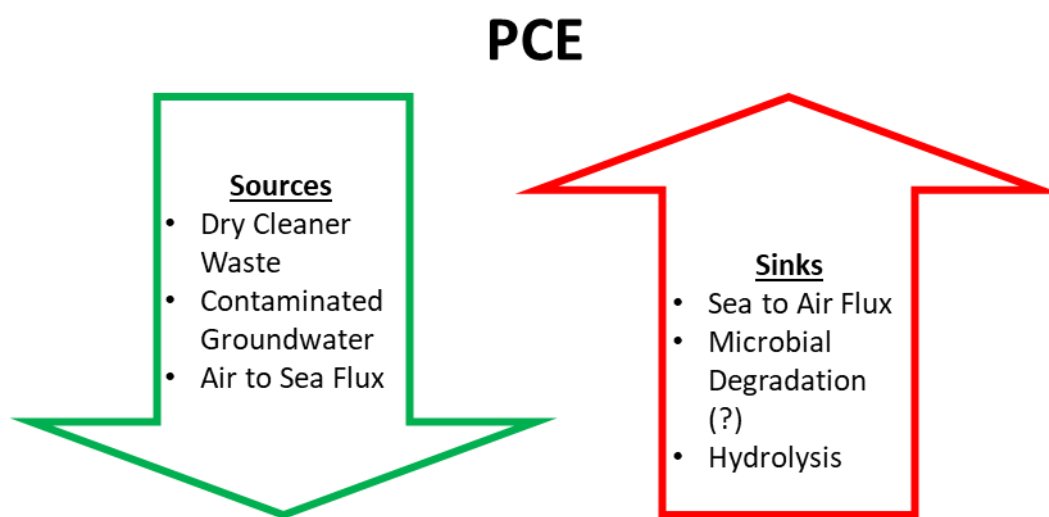 PCE
Sources
• Dry Cleaner
Waste
• Contaminated
Groundwater
• Air to Sea Flux
Sinks
• Sea to Air Flux
• Microbial
Degradation
(?)
• Hydrolysis